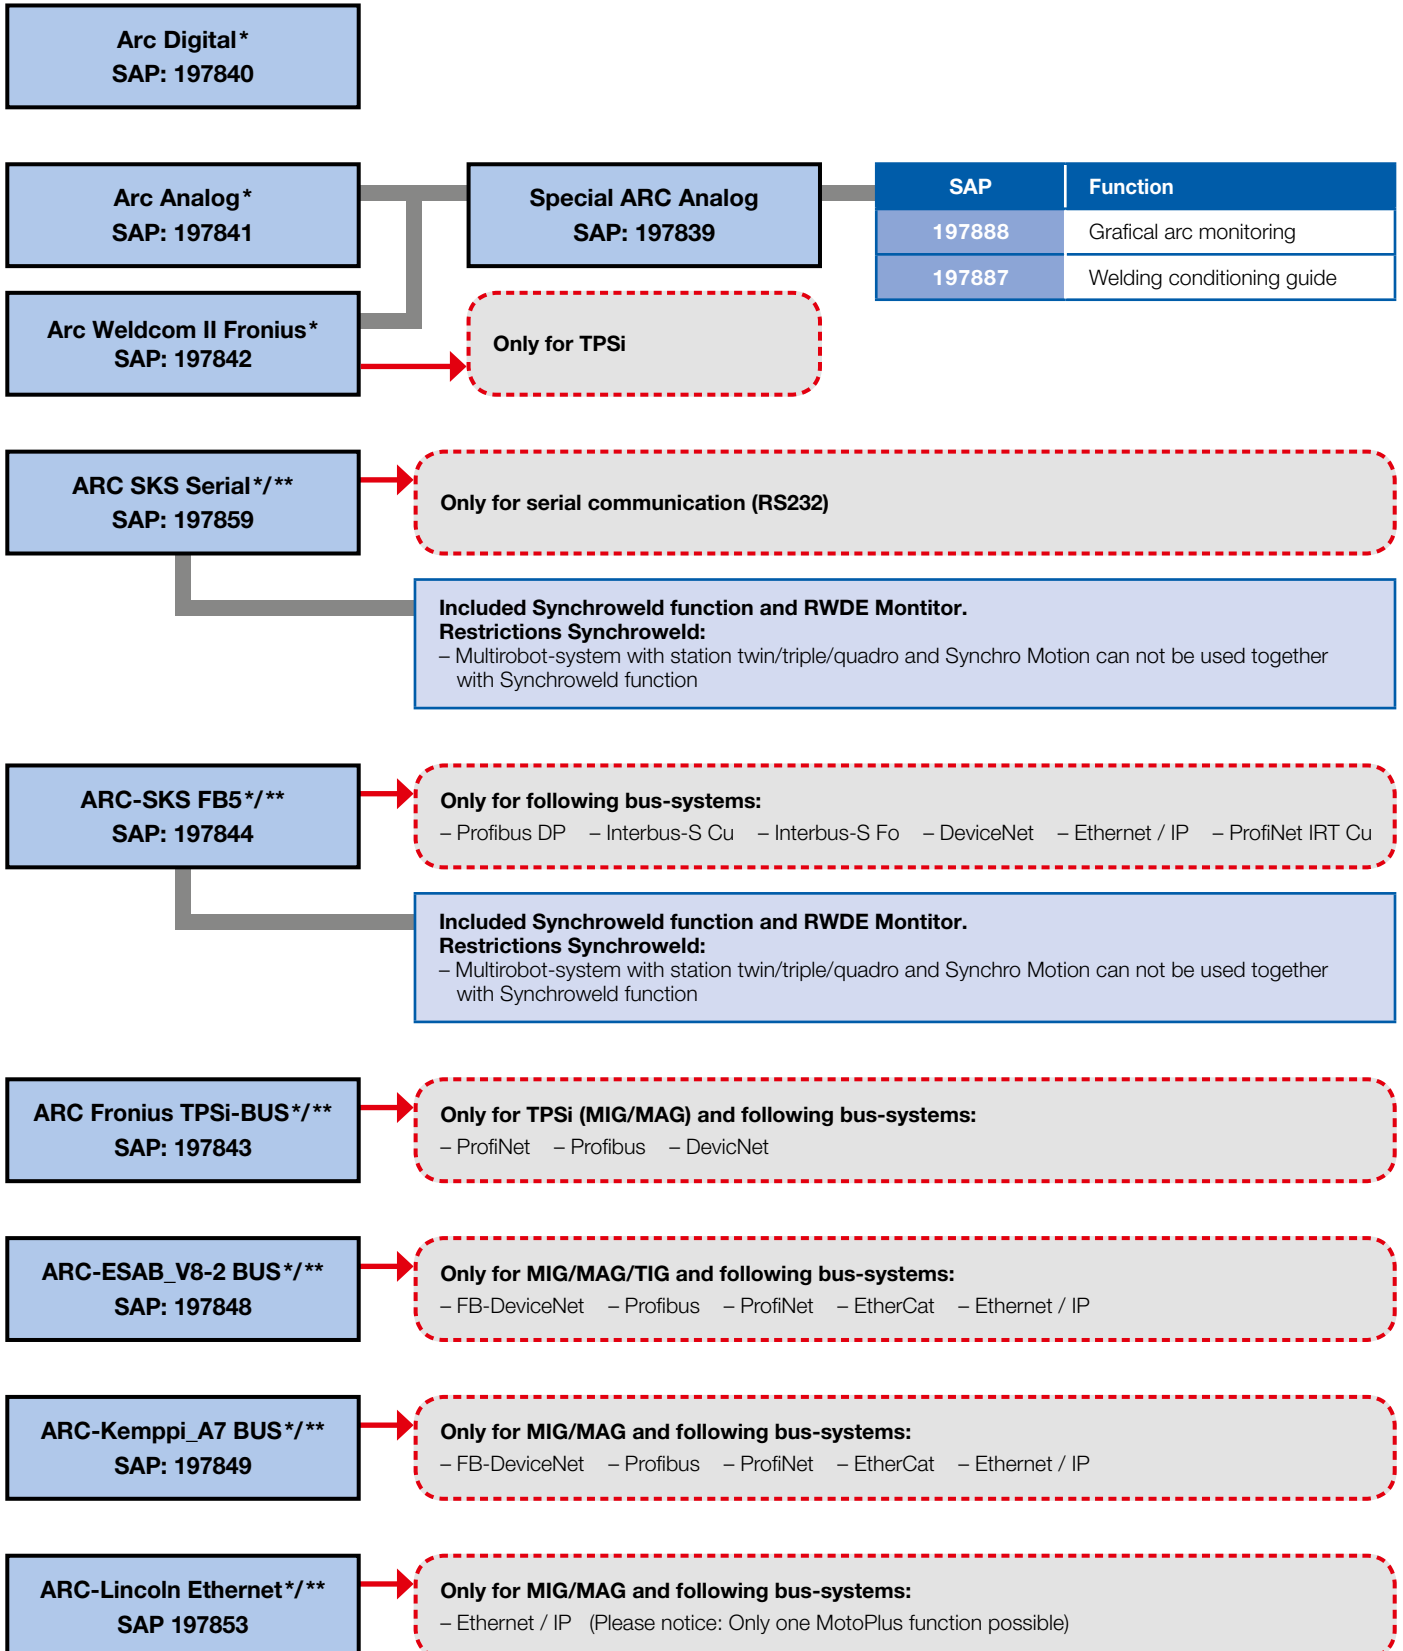 Arc Digital*
SAP: 197840
Arc Analog*
SAP: 197841
Special ARC Analog
SAP: 197839
SAP Function
197888 Grafical arc monitoring
197887 Welding conditioning guide
Arc Weldcom II Fronius*
SAP: 197842
Only for TPSi
ARC SKS Serial*/**
SAP: 197859
Only for serial communication (RS232)
Included Synchroweld function and RWDE Montitor.
Restrictions Synchroweld:
– Multirobot-system with station twin/triple/quadro and Synchro Motion can not be used together
with Synchroweld function
ARC-SKS FB5*/**
SAP: 197844
Only for following bus-systems:
– Profibus DP – Interbus-S Cu – Interbus-S Fo – DeviceNet – Ethernet / IP – ProfiNet IRT Cu
Included Synchroweld function and RWDE Montitor.
Restrictions Synchroweld:
– Multirobot-system with station twin/triple/quadro and Synchro Motion can not be used together
with Synchroweld function
ARC Fronius TPSi-BUS*/**
SAP: 197843
Only for TPSi (MIG/MAG) and following bus-systems:
– ProfiNet – Profibus – DevicNet
ARC-ESAB_V8-2 BUS*/**
SAP: 197848
Only for MIG/MAG/TIG and following bus-systems:
– FB-DeviceNet – Profibus – ProfiNet – EtherCat – Ethernet / IP
ARC-Kemppi_A7 BUS*/**
SAP: 197849
Only for MIG/MAG and following bus-systems:
– FB-DeviceNet – Profibus – ProfiNet – EtherCat – Ethernet / IP
ARC-Lincoln Ethernet*/**
SAP 197853
Only for MIG/MAG and following bus-systems:
– Ethernet / IP (Please notice: Only one MotoPlus function possible)